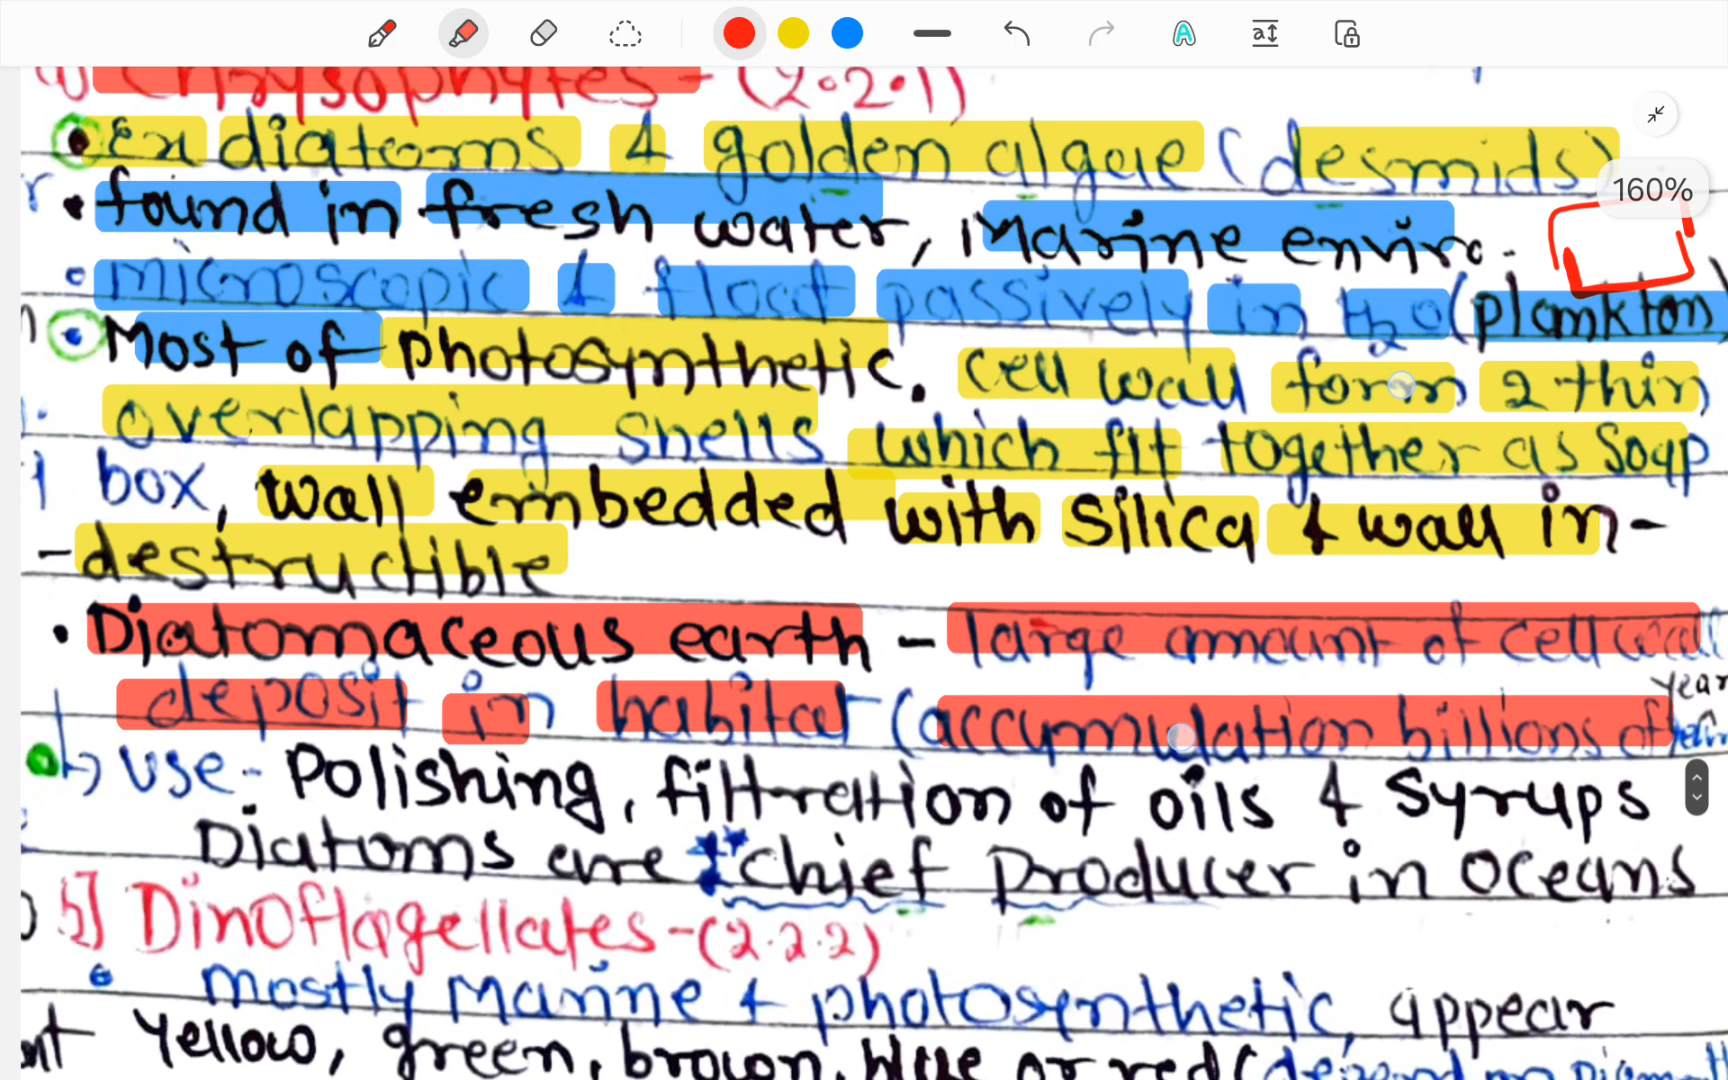 a) Chrysophytes - (2.2.1)
• ex diatoms & golden algae (desmids)
160%
• found in fresh water, Marine enviro.
• microscopic & float passively in H2O (plankton)
• Most of photosynthetic. cell wall form 2 thin
overlapping shells which fit together as soap
box, wall embedded with silica & wall in-
-destructible
• Diatomaceous earth - large amount of cell wall
deposit in habitat (accumulation billions of year
↳ Use - Polishing, filtration of oils & Syrups
Diatoms are chief Producer in oceans
b] Dinoflagellates - (2.2.2)
• mostly Marine & photosynthetic, appear
Yellow, green, brown, blue or red (depend on